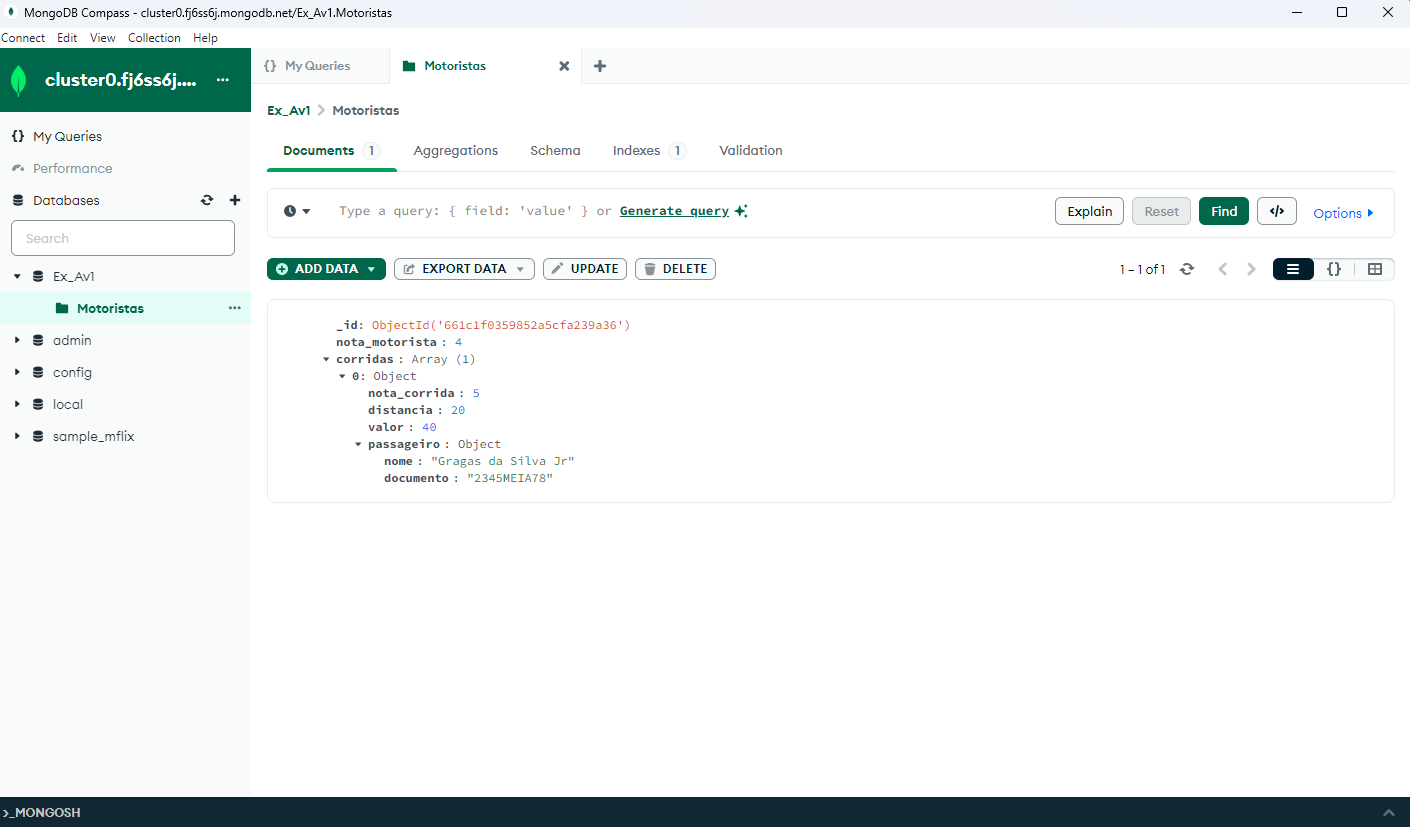 MongoDB Compass - cluster0.fj6ss6j.mongodb.net/Ex_Av1.Motoristas
Connect Edit View Collection Help
cluster0.fj6ss6j....
{} My Queries
Motoristas
My Queries
Performance
Databases
Search
Ex_Av1
Motoristas
admin
config
local
sample_mflix
Ex_Av1 > Motoristas
Documents 1 Aggregations Schema Indexes 1 Validation
Type a query: { field: 'value' } or Generate query
Explain Reset Find </> Options
ADD DATA EXPORT DATA UPDATE DELETE 1 – 1 of 1 {}
_id: ObjectId('661c1f0359852a5cfa239a36')
nota_motorista : 4
corridas : Array (1)
0: Object
nota_corrida : 5
distancia : 20
valor : 40
passageiro : Object
nome : "Gragas da Silva Jr"
documento : "2345MEIA78"
>_MONGOSH